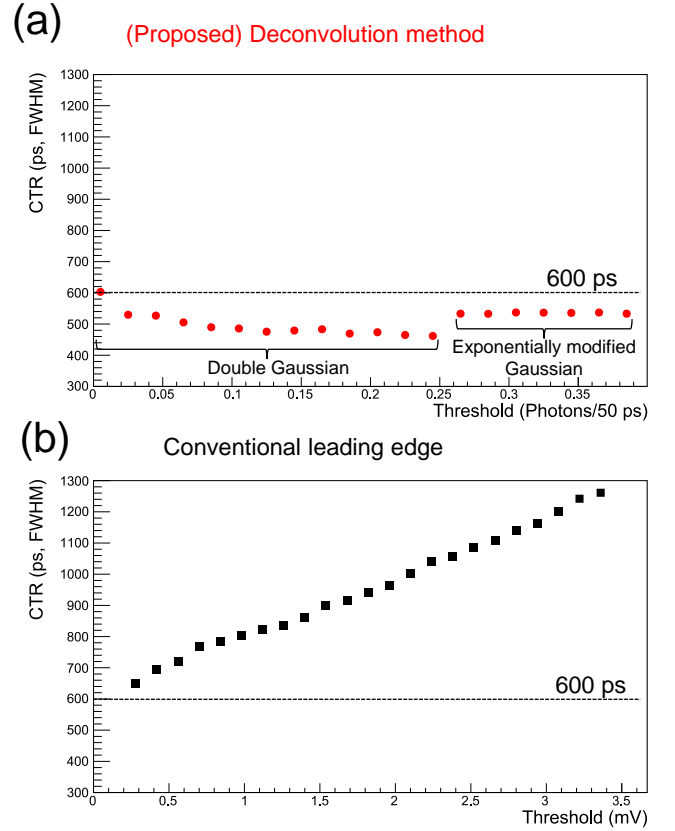 (a)
(Proposed) Deconvolution method
CTR (ps, FWHM)
1300
1200
1100
1000
900
800
700
600
500
400
300
600 ps
Double Gaussian
Exponentially modified
Gaussian
0 0.05 0.1 0.15 0.2 0.25 0.3 0.35
Threshold (Photons/50 ps)
(b)
Conventional leading edge
CTR (ps, FWHM)
1300
1200
1100
1000
900
800
700
600
500
400
300
600 ps
0 0.5 1 1.5 2 2.5 3 3.5
Threshold (mV)